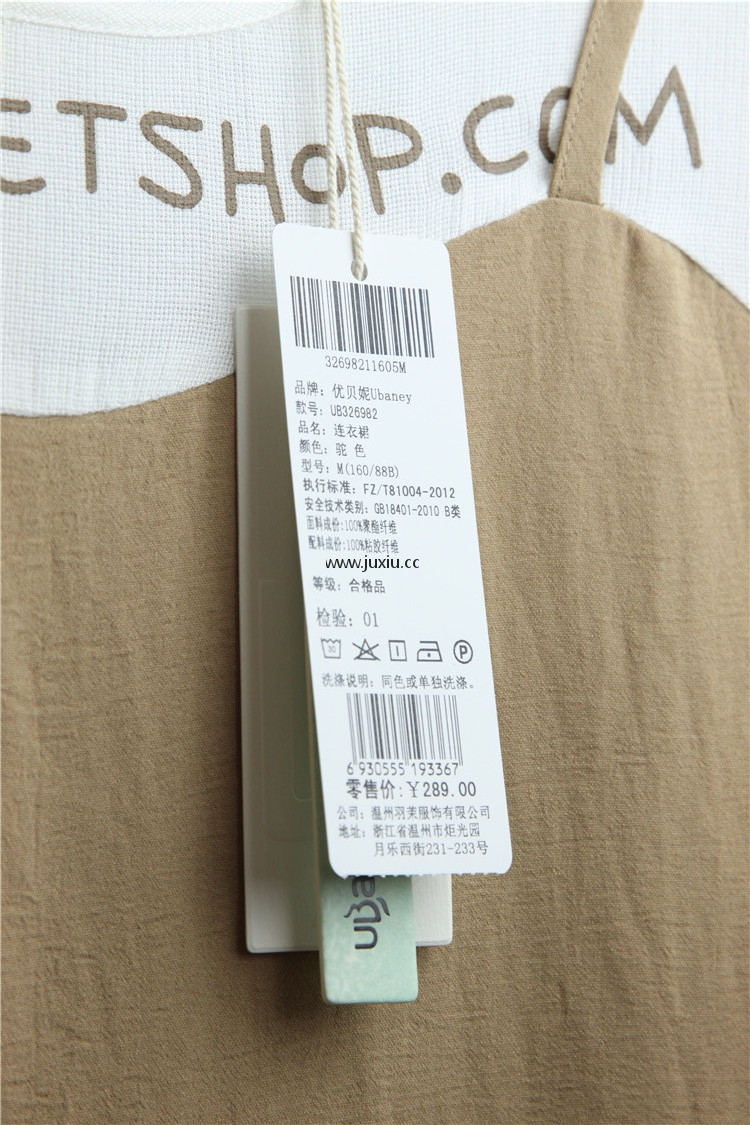 ETSHOP.COM
32698211605M
品牌：优贝妮Ubaney
款号：UB326982
品名：连衣裙
颜色：驼 色
型号：M(160/88B)
执行标准：FZ/T81004-2012
安全技术类别：GB18401-2010 B类
面料成份:100%聚酯纤维
配料成份:100%粘胶纤维
www.juxiu.cc
等级：合格品
检验：01
30
P
洗涤说明：同色或单独洗涤。
6 930555 193367
零售价:￥289.00
公司：温州羽茉服饰有限公司
地址：浙江省温州市炬光园
月乐西街231-233号
uBa